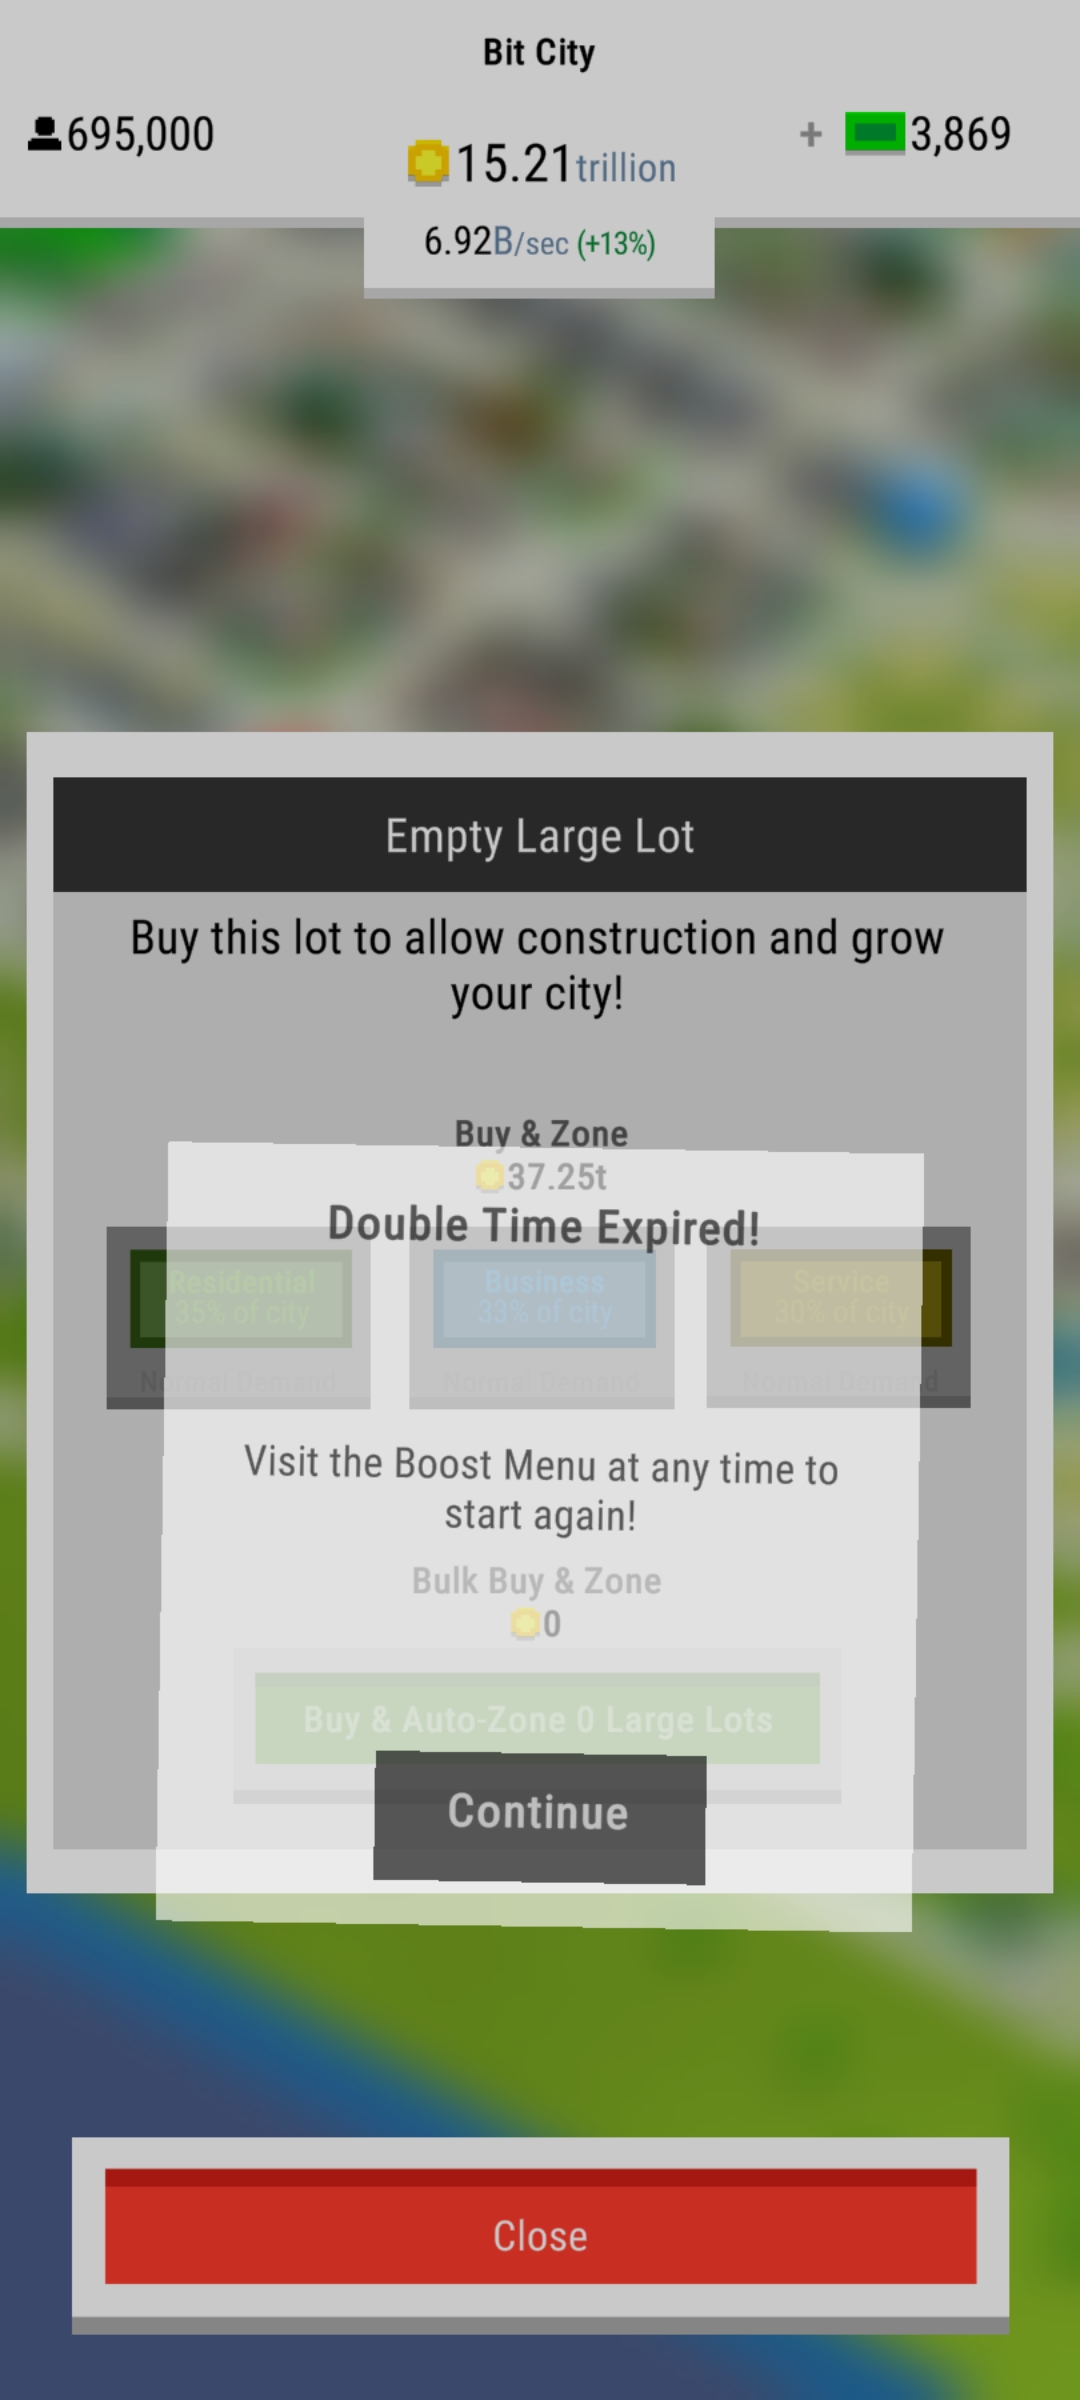 Bit City
695,000
15.21 trillion
+ 3,869
6.92B/sec (+13%)
Empty Large Lot
Buy this lot to allow construction and grow
your city!
Buy & Zone
37.25t
Double Time Expired!
Residential
35% of city
Normal Demand
Business
33% of city
Normal Demand
Service
30% of city
Normal Demand
Visit the Boost Menu at any time to
start again!
Bulk Buy & Zone
0
Buy & Auto-Zone 0 Large Lots
Continue
Close